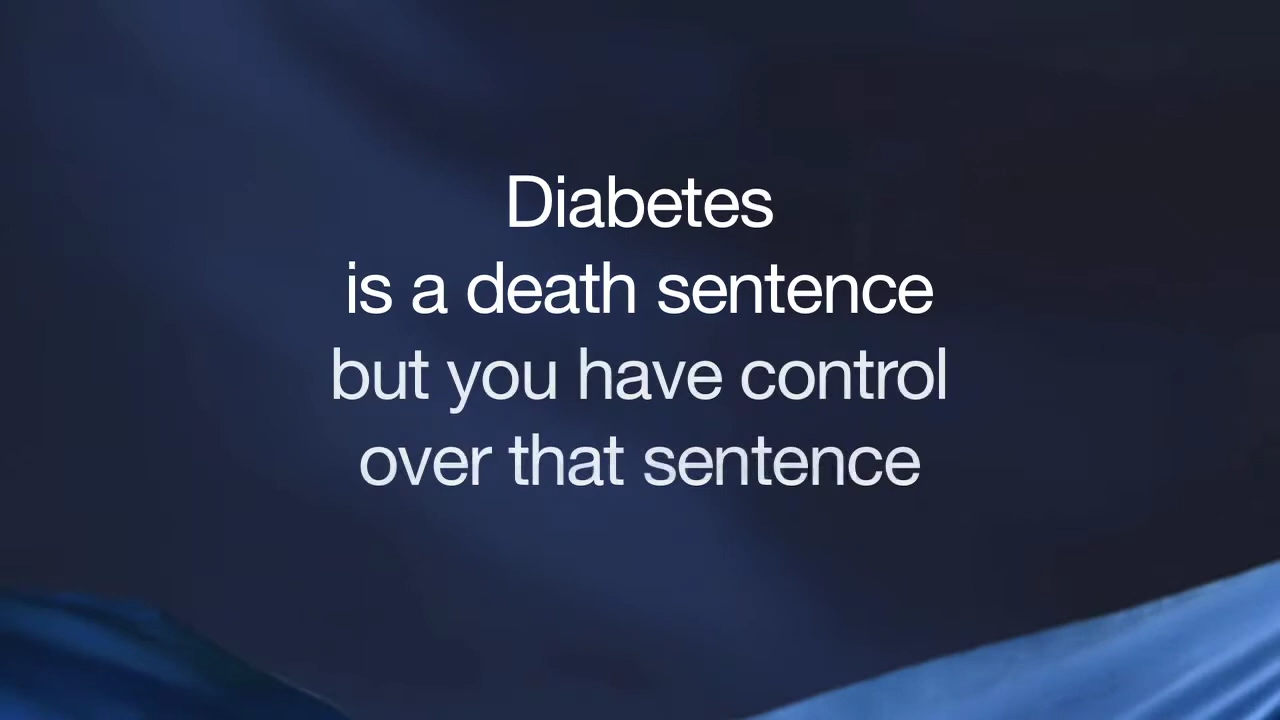 Diabetes
is a death sentence
but you have control
over that sentence